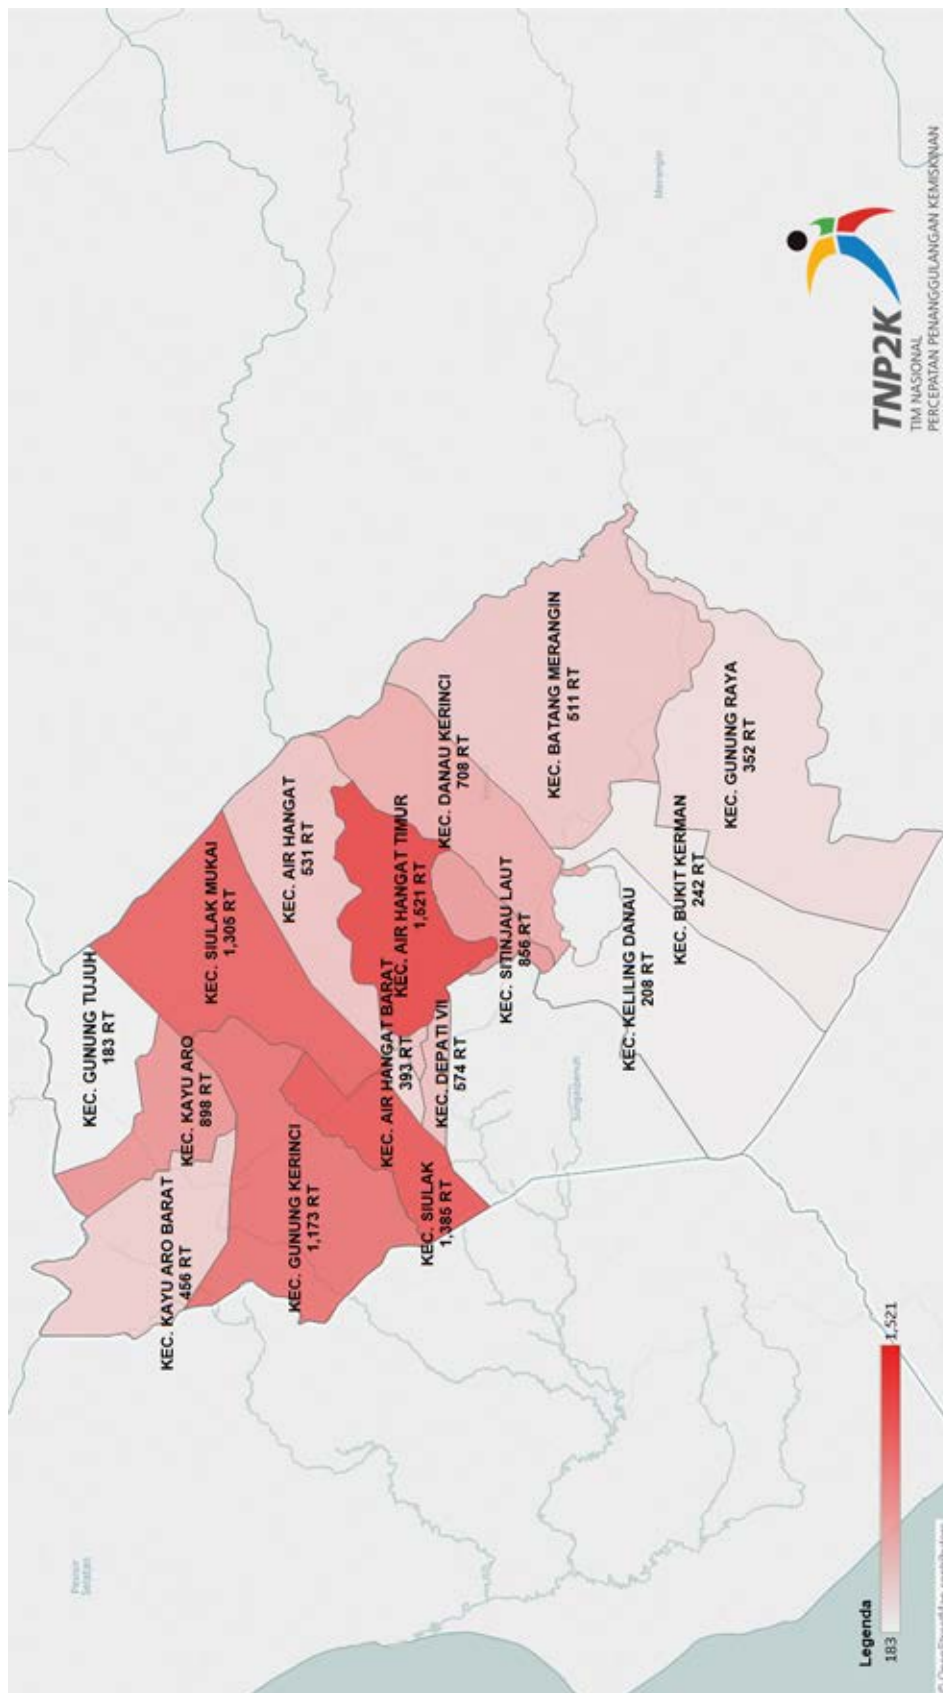 KEC. GUNUNG TUJUH
183 RT
KEC. KAYU ARO BARAT
456 RT
KEC. KAYU ARO
898 RT
KEC. SIULAK MUKAI
1,305 RT
KEC. GUNUNG KERINCI
1,173 RT
KEC. AIR HANGAT
531 RT
KEC. AIR HANGAT BARAT
393 RT
KEC. AIR HANGAT TIMUR
1,521 RT
KEC. SIULAK
1,385 RT
KEC. DEPATI VII
574 RT
KEC. DANAU KERINCI
708 RT
KEC. SITINJAU LAUT
856 RT
KEC. BATANG MERANGIN
511 RT
KEC. KELILING DANAU
208 RT
KEC. BUKIT KERMAN
242 RT
KEC. GUNUNG RAYA
352 RT
Merangin
Pesisir
Selatan
Legenda
183
1,521
TNP2K
TIM NASIONAL
PERCEPATAN PENANGGULANGAN KEMISKINAN